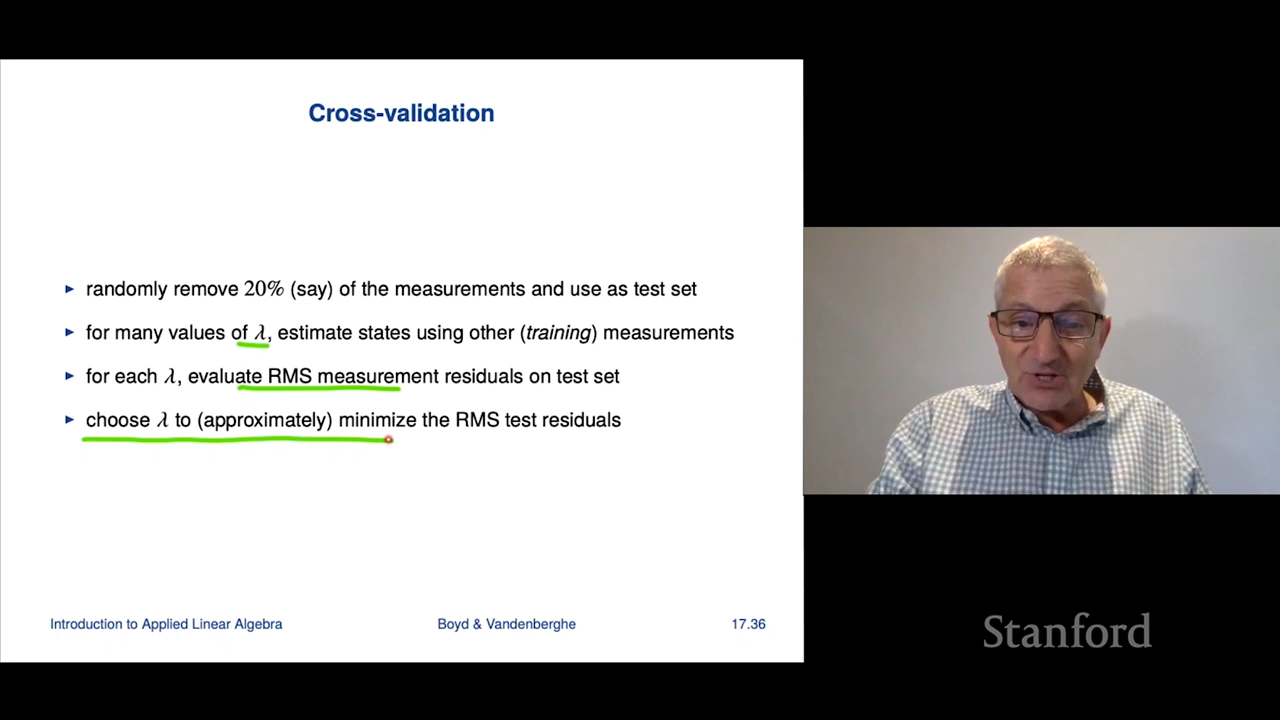 Cross-validation
▶ randomly remove 20% (say) of the measurements and use as test set
▶ for many values of λ, estimate states using other (training) measurements
▶ for each λ, evaluate RMS measurement residuals on test set
▶ choose λ to (approximately) minimize the RMS test residuals
Introduction to Applied Linear Algebra Boyd & Vandenberghe 17.36
Stanford